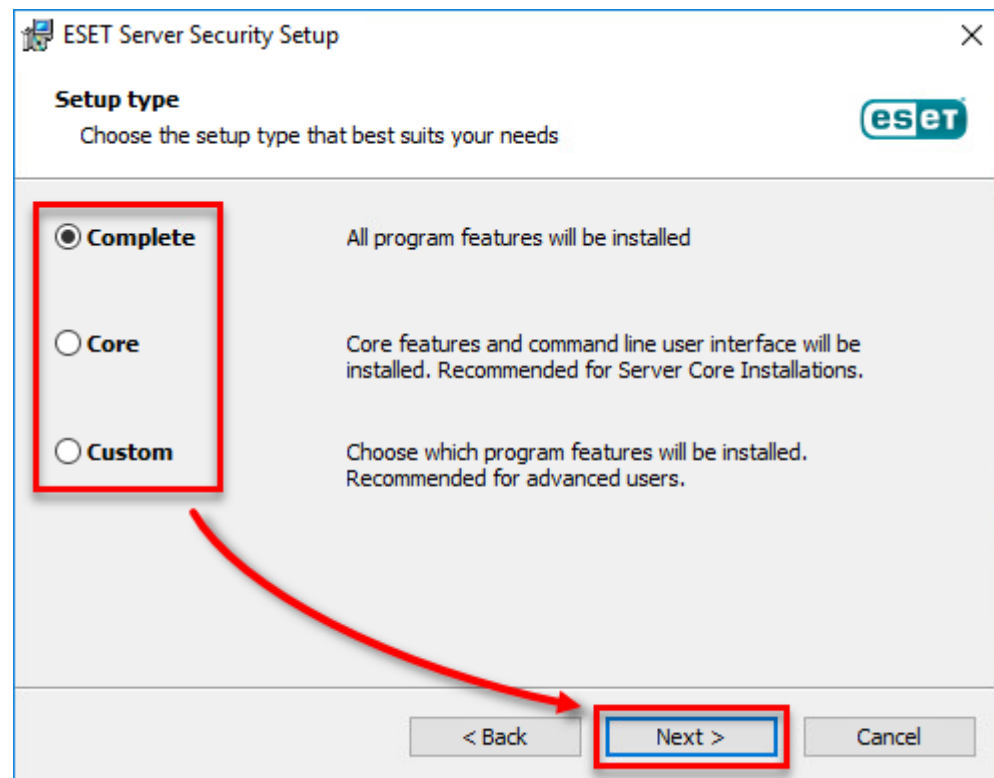 ESET Server Security Setup
Setup type
Choose the setup type that best suits your needs
eset
Complete
All program features will be installed
Core
Core features and command line user interface will be
installed. Recommended for Server Core Installations.
Custom
Choose which program features will be installed.
Recommended for advanced users.
< Back
Next >
Cancel